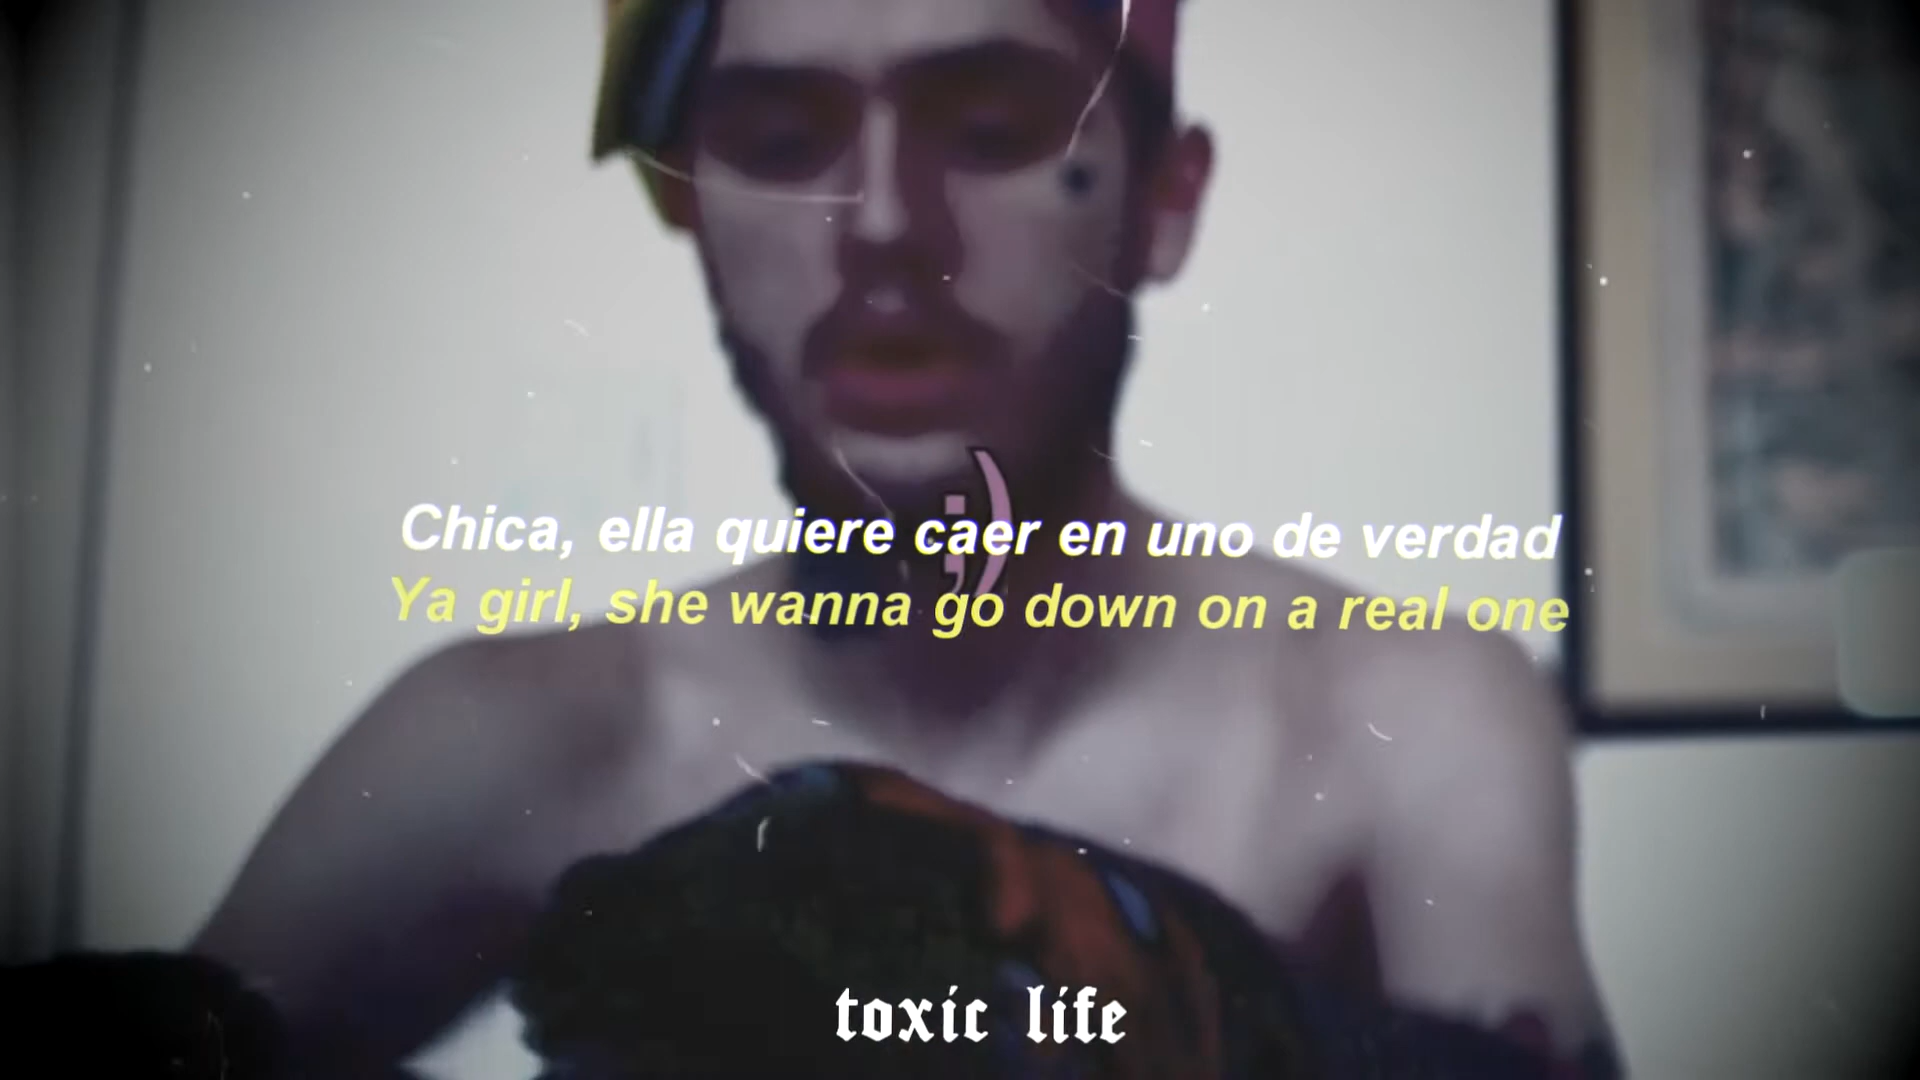 ;)
Chica, ella quiere caer en uno de verdad
Ya girl, she wanna go down on a real one
toxic life